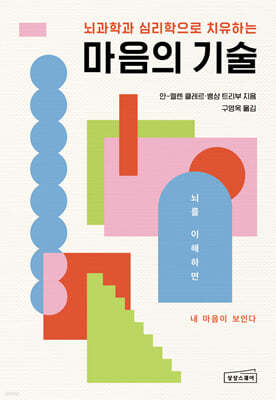 뇌과학과 심리학으로 치유하는
마음의 기술
안-엘렌 클레르·뱅상 트리부 지음
구영옥 옮김
뇌를 이해하면
내 마음이 보인다
상상스퀘어